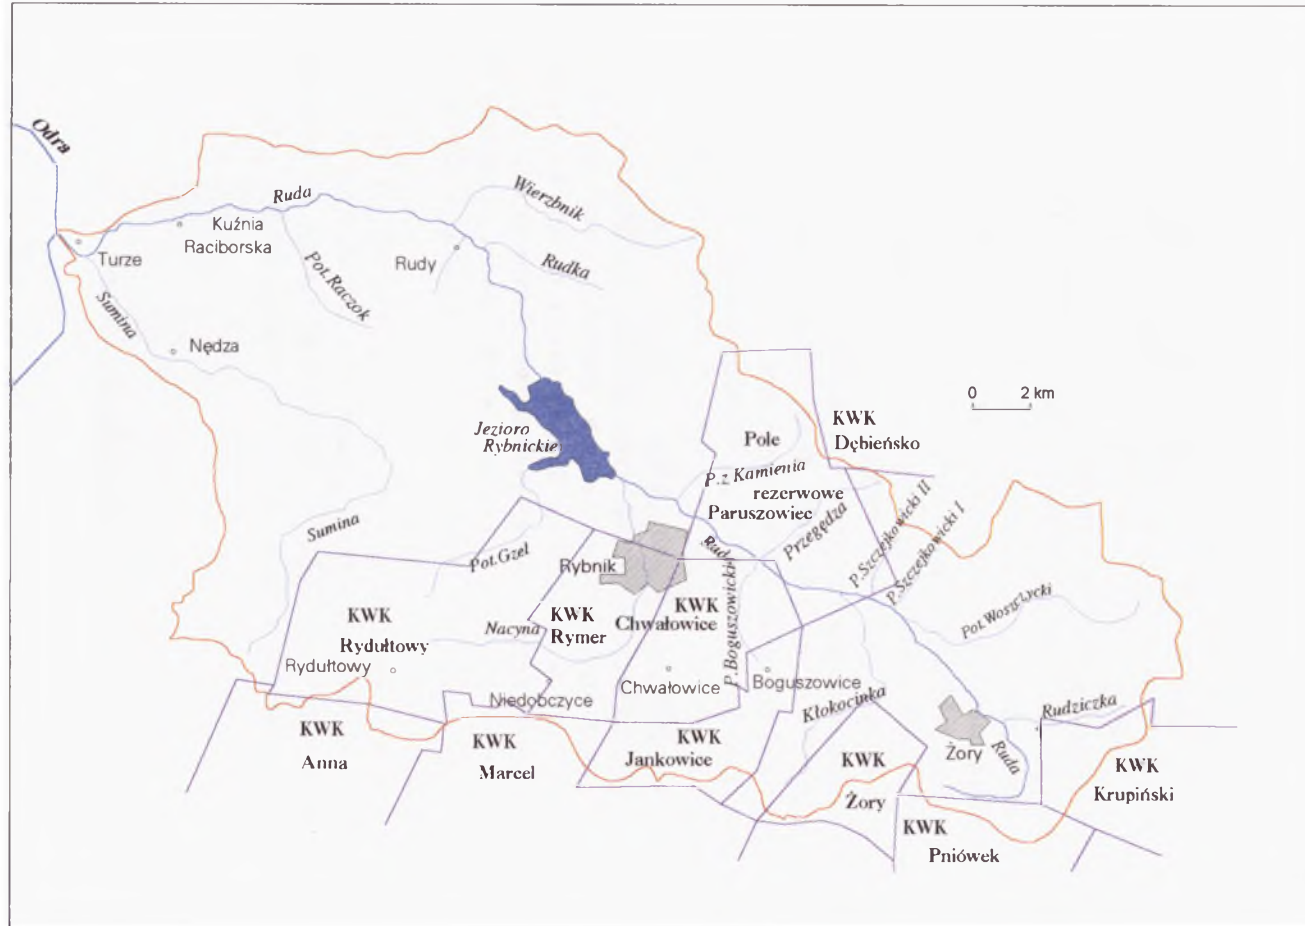 Odra
Ruda
Wierzbnik
Kuźnia
Raciborska
Turze
Pot.Raczok
Rudy
Rudka
Sumina
Nędza
0 2 km
Jezioro
Rybnickie
Pole
KWK
Dębieńsko
P.z Kamienia
rezerwowe
Paruszowiec
P.Szczejkowicki II
P.Szczejkowicki I
Przegędza
Sumina
Pot.Gzel
Rybnik
Ruda
KWK
Rydułtowy
Rydułtowy
Nacyna
KWK
Rymer
KWK
Chwałowice
P.Boguszowicki
Pot.Woszczycki
Niedobczyce
Chwałowice
Boguszowice
Kłokocinka
Rudziczka
KWK
Anna
KWK
Marcel
KWK
Jankowice
KWK
Żory
Żory
Ruda
KWK
Krupiński
KWK
Pniówek